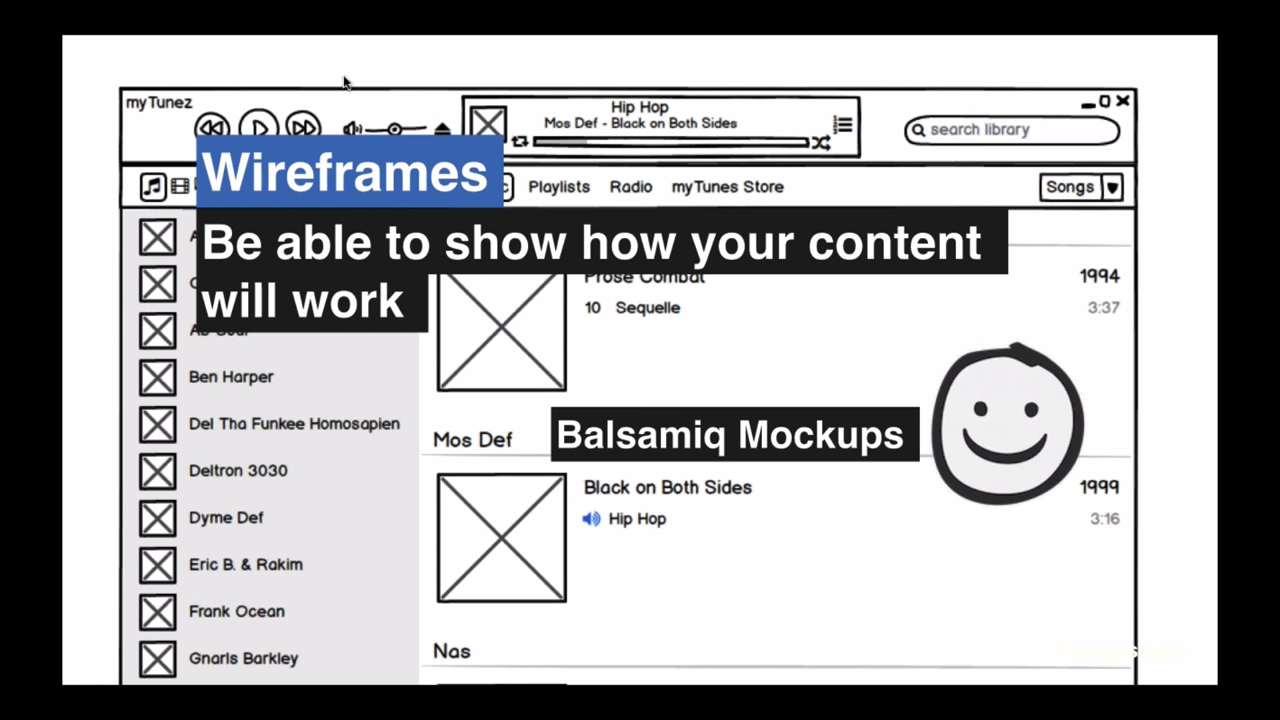 myTunez
Hip Hop
Mos Def - Black on Both Sides
search library
Wireframes
Playlists
Radio
myTunes Store
Songs
Be able to show how your content
will work
Prose Combat
1994
10 Sequelle
3:37
Ben Harper
Del Tha Funkee Homosapien
Mos Def
Balsamiq Mockups
Deltron 3030
Black on Both Sides
1999
Dyme Def
Hip Hop
3:16
Eric B. & Rakim
Frank Ocean
Gnarls Barkley
Nas